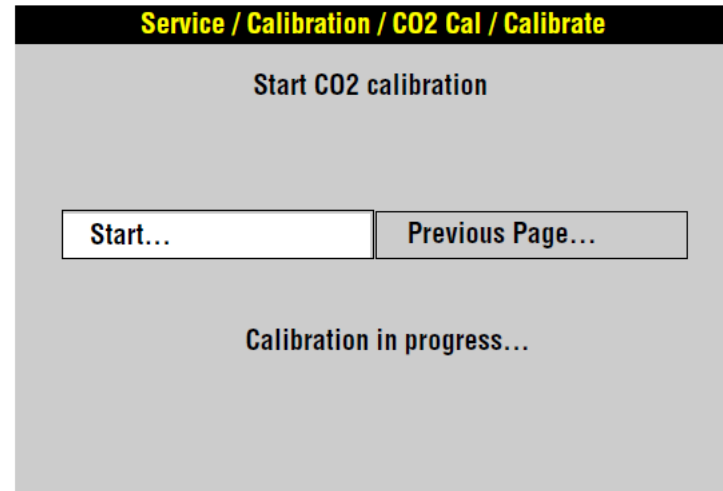 Service / Calibration / CO2 Cal / Calibrate
Start CO2 calibration
Start...
Previous Page...
Calibration in progress...